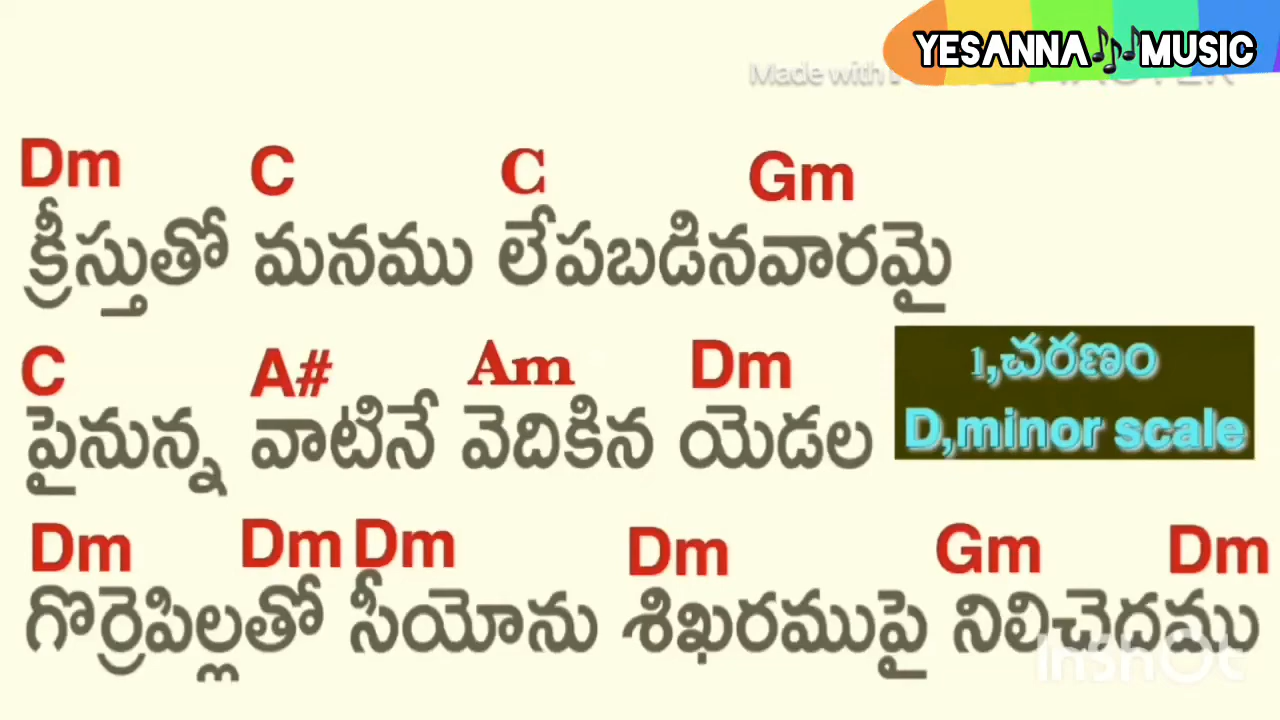 YESANNA MUSIC
Made with
Dm C C Gm
క్రీస్తుతో మనము లేపబడినవారమై
C A# Am Dm
పైనున్న వాటినే వెదికిన యెడల
1,చరణం
D,minor scale
Dm Dm Dm Dm Gm Dm
గొర్రెపిల్లతో సీయోను శిఖరముపై నిలిచెదము
InShOt